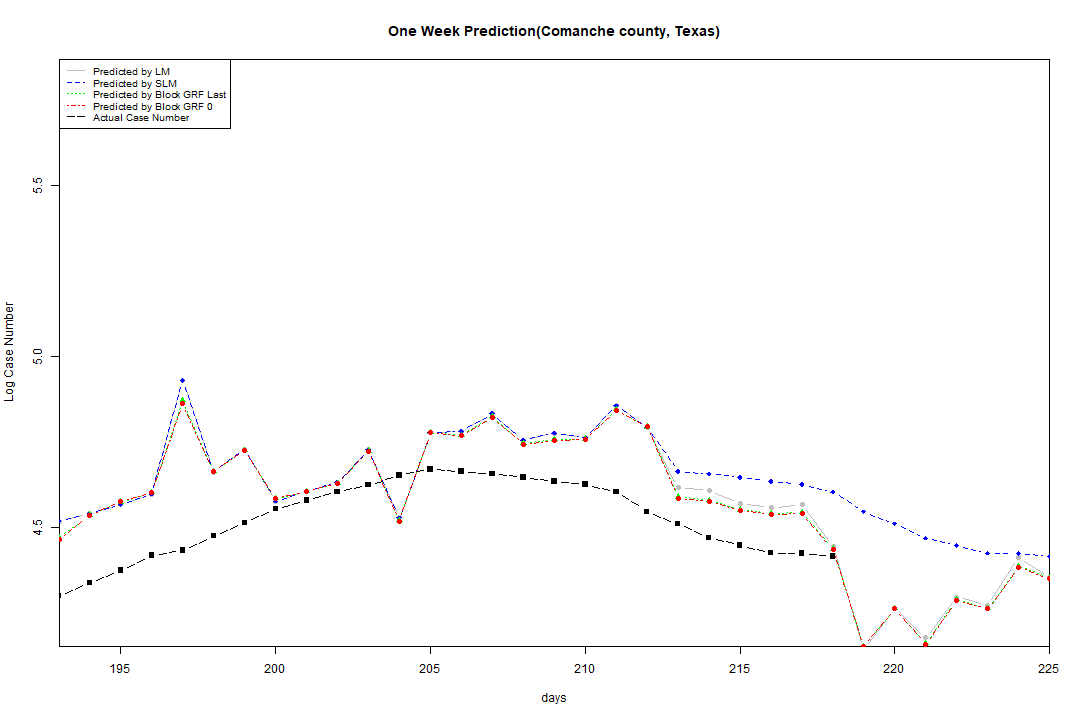 One Week Prediction(Comanche county, Texas)
Predicted by LM
Predicted by SLM
Predicted by Block GRF Last
Predicted by Block GRF 0
Actual Case Number
5.5
5.0
4.5
Log Case Number
195 200 205 210 215 220 225
days